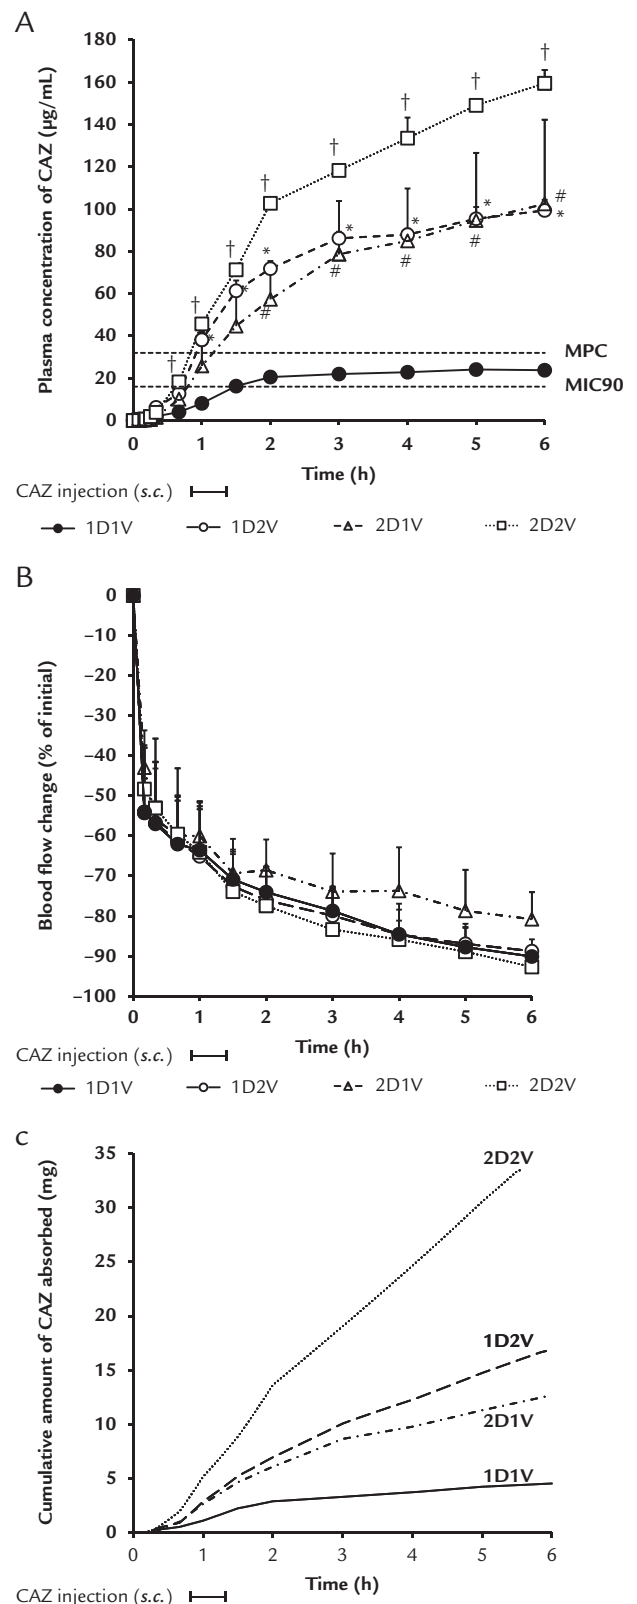 A
Plasma concentration of CAZ (µg/mL)
180
160
140
120
100
80
60
40
20
0
† † † † † † † †
* * * * * * *
# # # # # #
MPC
MIC90
0 1 2 3 4 5 6
Time (h)
CAZ injection (s.c.)
1D1V 1D2V 2D1V 2D2V
B
Blood flow change (% of initial)
0
–10
–20
–30
–40
–50
–60
–70
–80
–90
–100
0 1 2 3 4 5 6
Time (h)
CAZ injection (s.c.)
1D1V 1D2V 2D1V 2D2V
c
Cumulative amount of CAZ absorbed (mg)
35
30
25
20
15
10
5
0
2D2V
1D2V
2D1V
1D1V
0 1 2 3 4 5 6
Time (h)
CAZ injection (s.c.)